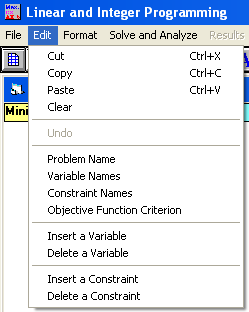 Linear and Integer Programming
File Edit Format Solve and Analyze Results
Cut Ctrl+X
Copy Ctrl+C
Paste Ctrl+V
Clear
Undo
Problem Name
Variable Names
Constraint Names
Objective Function Criterion
Insert a Variable
Delete a Variable
Insert a Constraint
Delete a Constraint
Mini